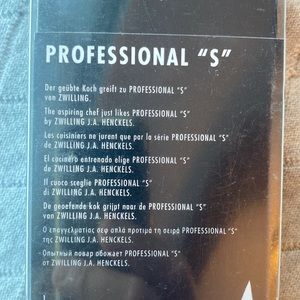 PROFESSIONAL “S”
Der geübte Koch greift zu PROFESSIONAL “S”
von ZWILLING.
The aspiring chef just likes PROFESSIONAL “S”
by ZWILLING J.A. HENCKELS.
Les cuisiniers ne jurent que par la série PROFESSIONAL “S”
de ZWILLING J.A. HENCKELS.
El cocinero entrenado elige PROFESSIONAL “S”
de ZWILLING J.A. HENCKELS.
Il cuoco sceglie PROFESSIONAL “S”
di ZWILLING J.A. HENCKELS.
De geoefende kok grijpt naar de PROFESSIONAL “S”
van ZWILLING J.A. HENCKELS.
Ο επαγγελματίας σεφ απλά προτιμά τη σειρά PROFESSIONAL “S”
της ZWILLING J.A. HENCKELS.
Опытный повар обожает PROFESSIONAL “S”
от ZWILLING J.A. HENCKELS.